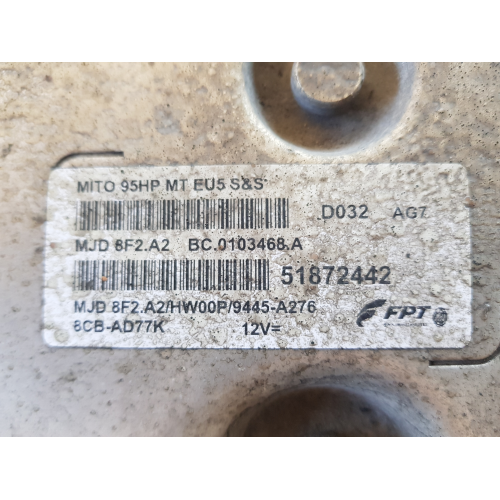 MITO 95HP MT EU5 S&S
D032 AG7
MJD 8F2.A2 BC.0103468.A
51872442
MJD 8F2.A2/HW00P/9445-A276
8CB-AD77K 12V=
FPT